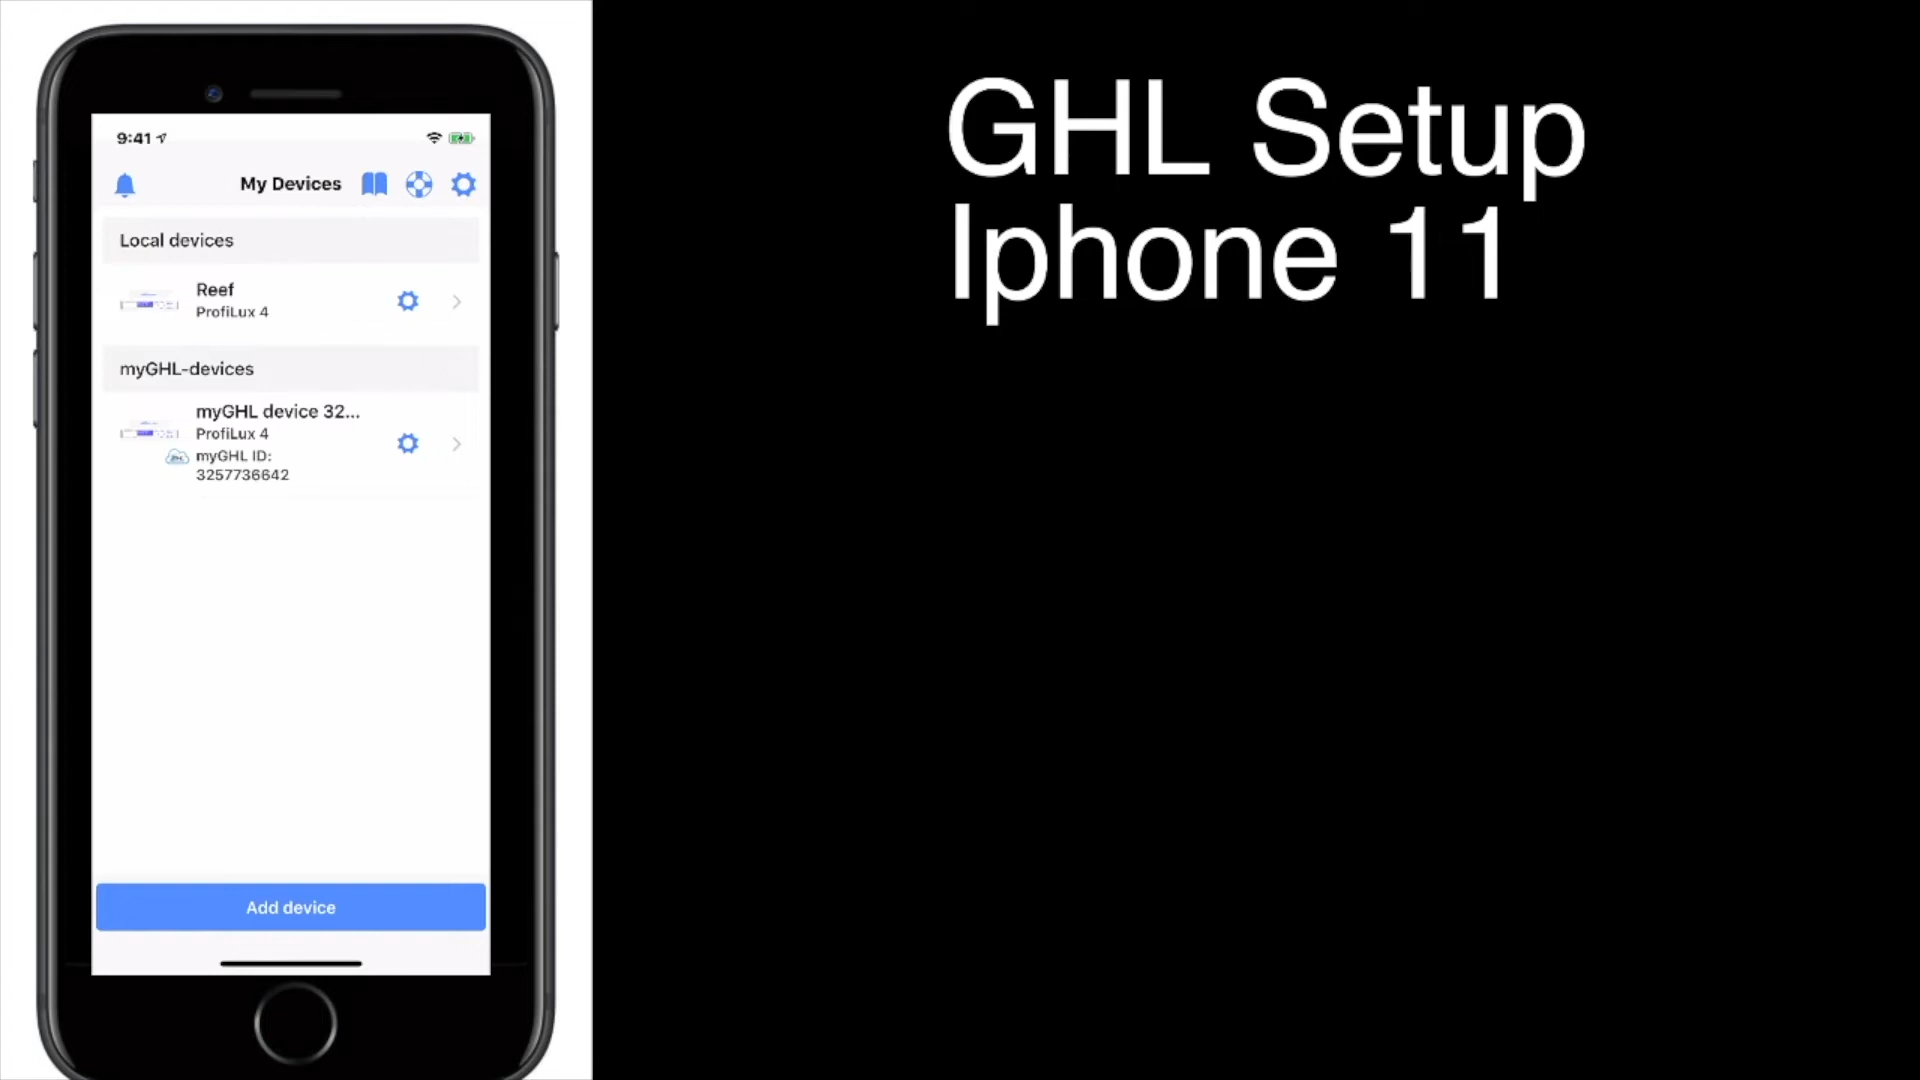 9:41
My Devices
Local devices
Reef
ProfiLux 4
myGHL-devices
myGHL device 32...
ProfiLux 4
myGHL ID:
3257736642
Add device
GHL Setup
Iphone 11